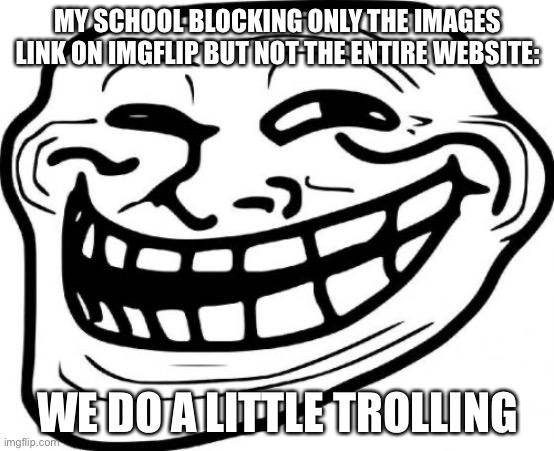 MY SCHOOL BLOCKING ONLY THE IMAGES
LINK ON IMGFLIP BUT NOT THE ENTIRE WEBSITE:
WE DO A LITTLE TROLLING
imgflip.com